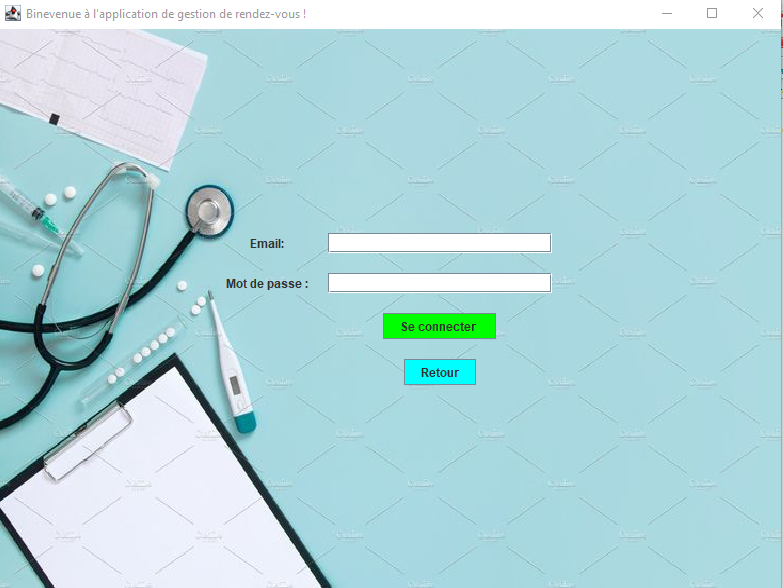 Binevenue à l'application de gestion de rendez-vous !
Email:
Mot de passe :
Se connecter
Retour